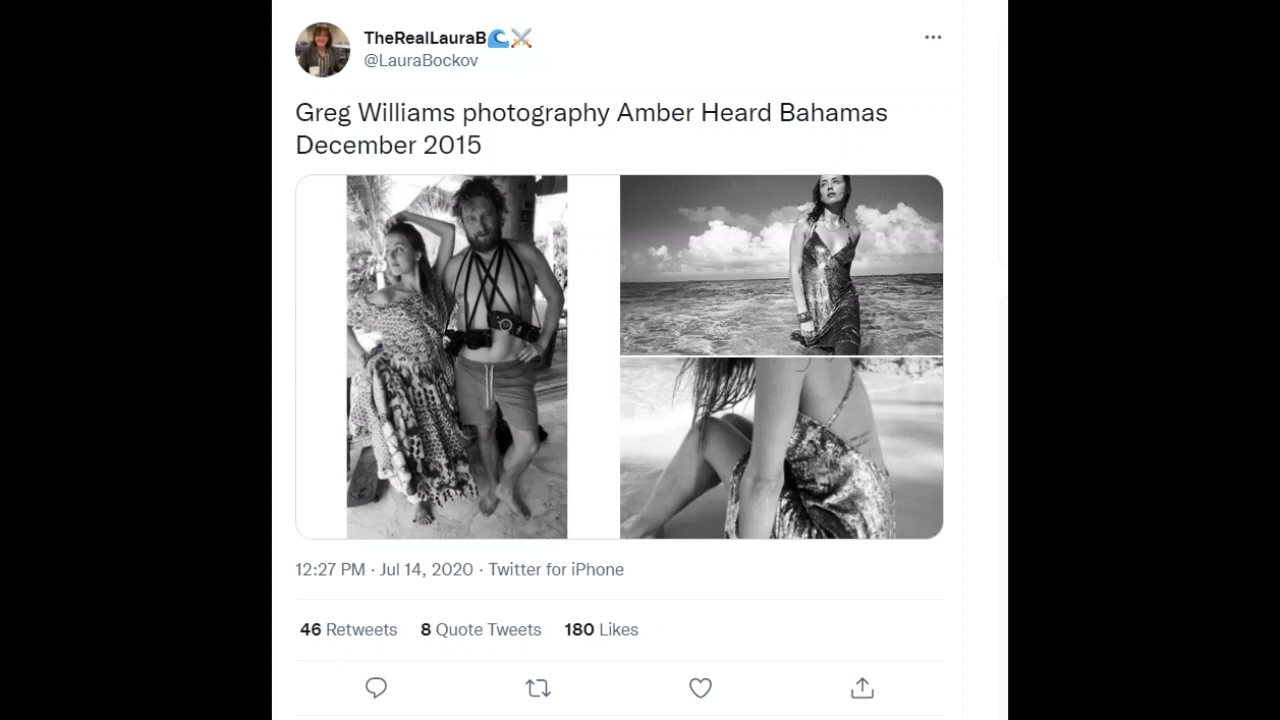 TheRealLauraB🌊⚔️
@LauraBockov
Greg Williams photography Amber Heard Bahamas
December 2015
12:27 PM · Jul 14, 2020 · Twitter for iPhone
46 Retweets 8 Quote Tweets 180 Likes